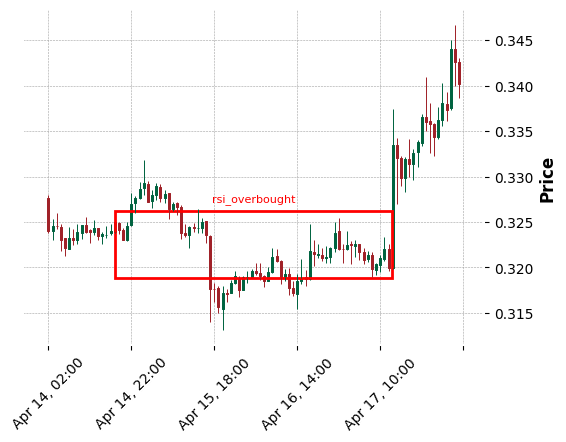 0.345
0.340
0.335
0.330
0.325
0.320
0.315
Price
rsi_overbought
Apr 14, 02:00
Apr 14, 22:00
Apr 15, 18:00
Apr 16, 14:00
Apr 17, 10:00